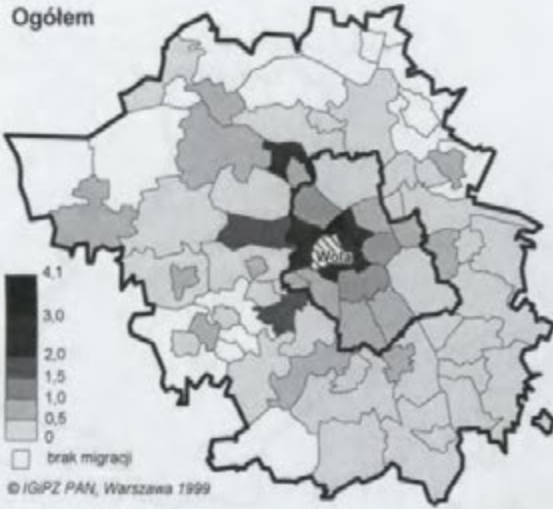 Ogółem
Wola
4,1
3,0
2,0
1,5
1,0
0,5
0
brak migracji
© IGiPZ PAN, Warszawa 1999